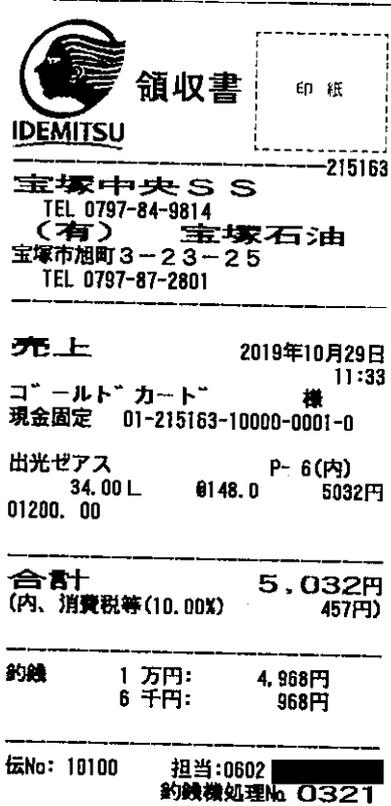 IDEMITSU
領収書
印紙
215163
宝塚中央SS
TEL 0797-84-9814
(有) 宝塚石油
宝塚市旭町3-23-25
TEL 0797-87-2801
売上 2019年10月29日
11:33
ゴールドカード 様
現金固定 01-215163-10000-0001-0
出光ゼアス P- 6(内)
34.00L @148.0 5032円
01200. 00
合計 5,032円
(内、消費税等(10.00%) 457円)
釣銭 1 万円: 4,968円
6 千円: 968円
伝No: 10100 担当:0602
釣銭機処理No 0321